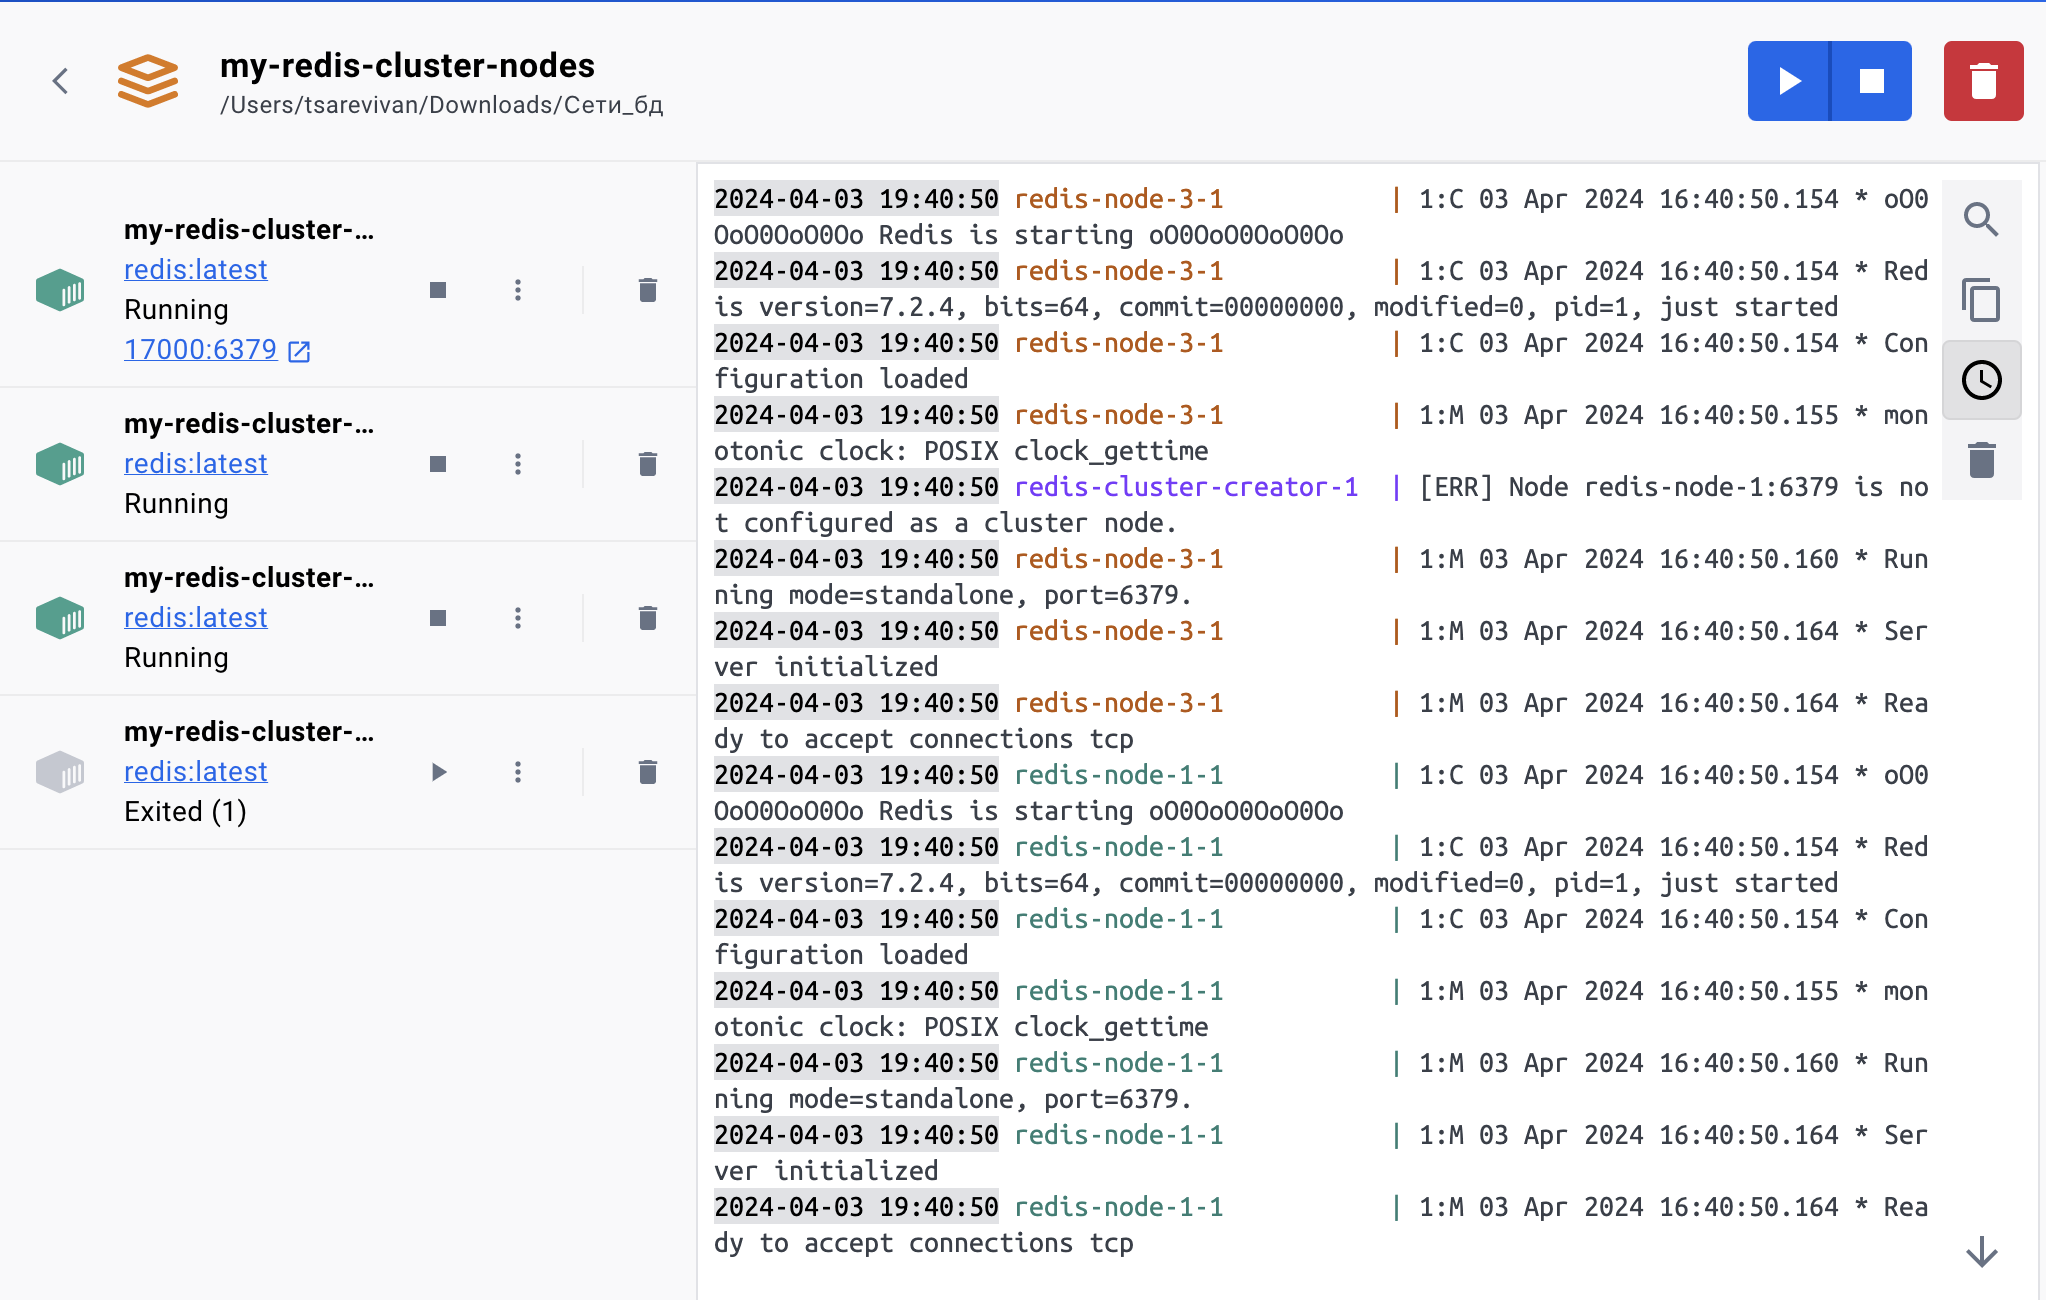 my-redis-cluster-nodes
/Users/tsarevivan/Downloads/Сети_бд
my-redis-cluster-...
redis:latest
Running
17000:6379
my-redis-cluster-...
redis:latest
Running
my-redis-cluster-...
redis:latest
Running
my-redis-cluster-...
redis:latest
Exited (1)
2024-04-03 19:40:50 redis-node-3-1 | 1:C 03 Apr 2024 16:40:50.154 * oO0
OoO0OoO0Oo Redis is starting oO0OoO0OoO0Oo
2024-04-03 19:40:50 redis-node-3-1 | 1:C 03 Apr 2024 16:40:50.154 * Red
is version=7.2.4, bits=64, commit=00000000, modified=0, pid=1, just started
2024-04-03 19:40:50 redis-node-3-1 | 1:C 03 Apr 2024 16:40:50.154 * Con
figuration loaded
2024-04-03 19:40:50 redis-node-3-1 | 1:M 03 Apr 2024 16:40:50.155 * mon
otonic clock: POSIX clock_gettime
2024-04-03 19:40:50 redis-cluster-creator-1 | [ERR] Node redis-node-1:6379 is no
t configured as a cluster node.
2024-04-03 19:40:50 redis-node-3-1 | 1:M 03 Apr 2024 16:40:50.160 * Run
ning mode=standalone, port=6379.
2024-04-03 19:40:50 redis-node-3-1 | 1:M 03 Apr 2024 16:40:50.164 * Ser
ver initialized
2024-04-03 19:40:50 redis-node-3-1 | 1:M 03 Apr 2024 16:40:50.164 * Rea
dy to accept connections tcp
2024-04-03 19:40:50 redis-node-1-1 | 1:C 03 Apr 2024 16:40:50.154 * oO0
OoO0OoO0Oo Redis is starting oO0OoO0OoO0Oo
2024-04-03 19:40:50 redis-node-1-1 | 1:C 03 Apr 2024 16:40:50.154 * Red
is version=7.2.4, bits=64, commit=00000000, modified=0, pid=1, just started
2024-04-03 19:40:50 redis-node-1-1 | 1:C 03 Apr 2024 16:40:50.154 * Con
figuration loaded
2024-04-03 19:40:50 redis-node-1-1 | 1:M 03 Apr 2024 16:40:50.155 * mon
otonic clock: POSIX clock_gettime
2024-04-03 19:40:50 redis-node-1-1 | 1:M 03 Apr 2024 16:40:50.160 * Run
ning mode=standalone, port=6379.
2024-04-03 19:40:50 redis-node-1-1 | 1:M 03 Apr 2024 16:40:50.164 * Ser
ver initialized
2024-04-03 19:40:50 redis-node-1-1 | 1:M 03 Apr 2024 16:40:50.164 * Rea
dy to accept connections tcp